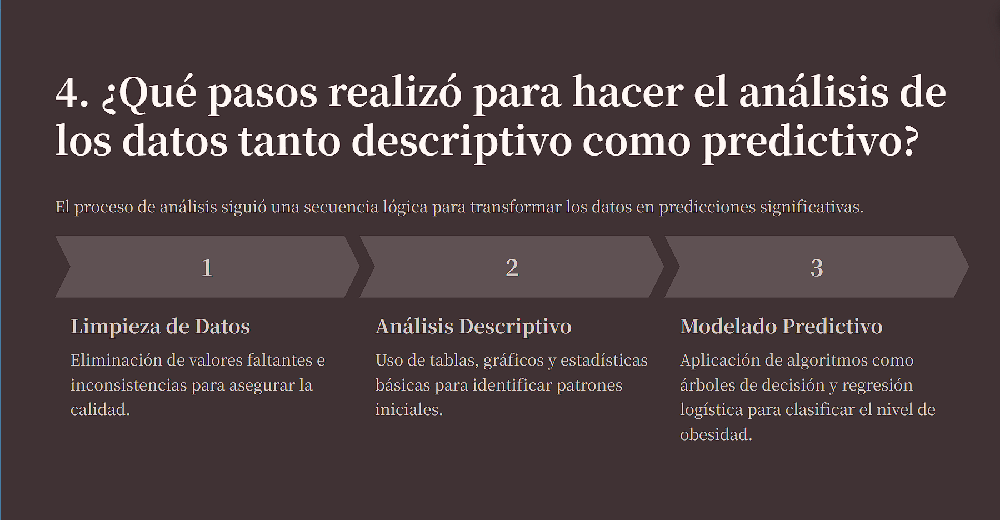 4. ¿Qué pasos realizó para hacer el análisis de
los datos tanto descriptivo como predictivo?
El proceso de análisis siguió una secuencia lógica para transformar los datos en predicciones significativas.
1
Limpieza de Datos
Eliminación de valores faltantes e
inconsistencias para asegurar la
calidad.
2
Análisis Descriptivo
Uso de tablas, gráficos y estadísticas
básicas para identificar patrones
iniciales.
3
Modelado Predictivo
Aplicación de algoritmos como
árboles de decisión y regresión
logística para clasificar el nivel de
obesidad.